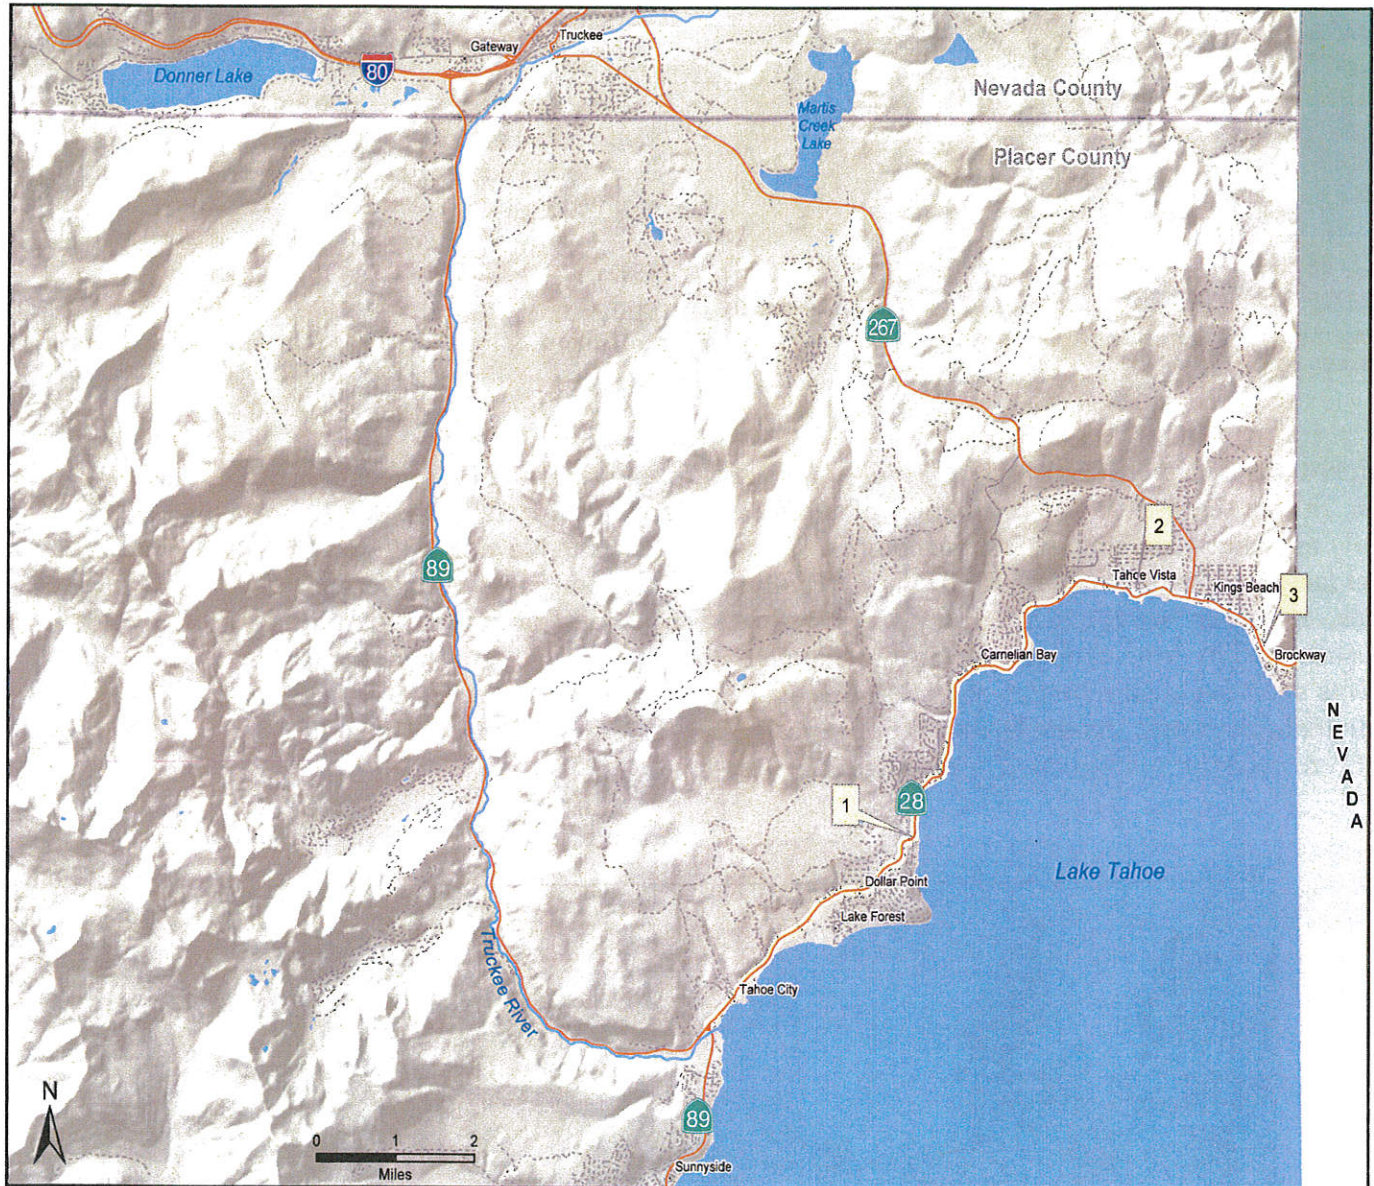 Gateway
Truckee
Donner Lake
80
Nevada County
Martis
Creek
Lake
Placer County
267
2
89
Tahoe Vista
Kings Beach
3
Carnelian Bay
Brockway
NEVADA
1
28
Lake Tahoe
Dollar Point
Lake Forest
Truckee River
Tahoe City
N
89
0 1 2
Miles
Sunnyside